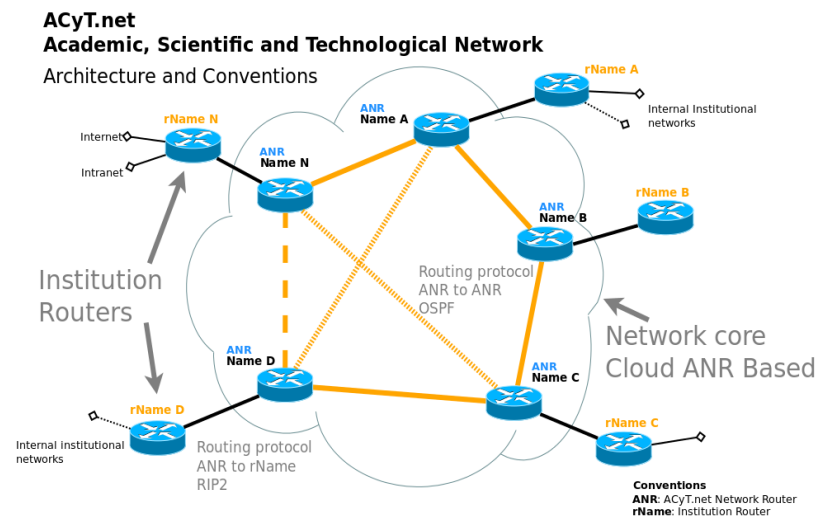 ACyT.net
Academic, Scientific and Technological Network
Architecture and Conventions
rName A
ANR
Name A
Internal Institutional
networks
rName N
Internet
Intranet
ANR
Name N
rName B
ANR
Name B
Institution
Routers
Routing protocol
ANR to ANR
OSPF
Network core
Cloud ANR Based
ANR
Name D
ANR
Name C
rName D
Internal institutional
networks
Routing protocol
ANR to rName
RIP2
rName C
Conventions
ANR: ACyT.net Network Router
rName: Institution Router